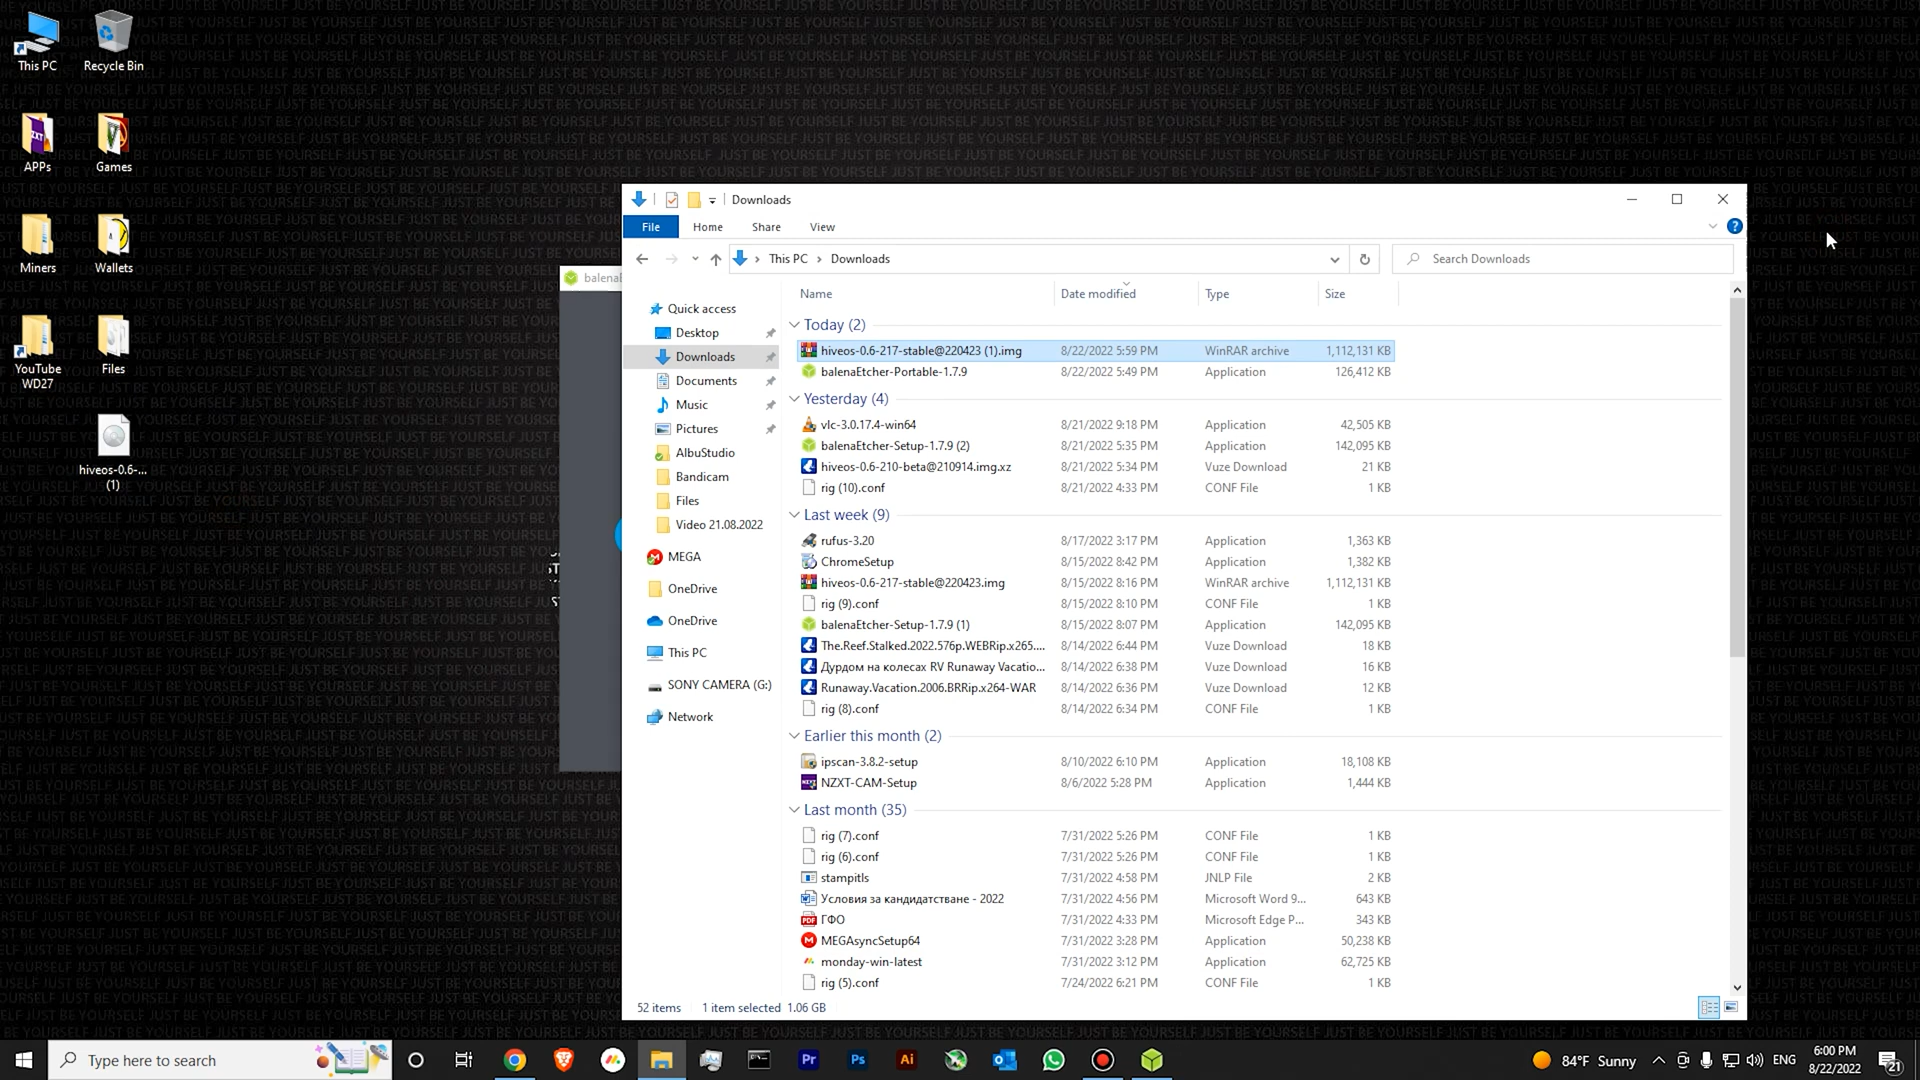 This PC
Recycle Bin
APPs
Games
Miners
Wallets
YouTube
WD27
Files
hiveos-0.6-...
(1)
balenaE
Downloads
File
Home
Share
View
This PC
Downloads
Search Downloads
Name
Date modified
Type
Size
Quick access
Desktop
Downloads
Documents
Music
Pictures
AlbuStudio
Bandicam
Files
Video 21.08.2022
MEGA
OneDrive
OneDrive
This PC
SONY CAMERA (G:)
Network
Today (2)
hiveos-0.6-217-stable@220423 (1).img 8/22/2022 5:59 PM WinRAR archive 1,112,131 KB
balenaEtcher-Portable-1.7.9 8/22/2022 5:49 PM Application 126,412 KB
Yesterday (4)
vlc-3.0.17.4-win64 8/21/2022 9:18 PM Application 42,505 KB
balenaEtcher-Setup-1.7.9 (2) 8/21/2022 5:35 PM Application 142,095 KB
hiveos-0.6-210-beta@210914.img.xz 8/21/2022 5:34 PM Vuze Download 21 KB
rig (10).conf 8/21/2022 4:33 PM CONF File 1 KB
Last week (9)
rufus-3.20 8/17/2022 3:17 PM Application 1,363 KB
ChromeSetup 8/15/2022 8:42 PM Application 1,382 KB
hiveos-0.6-217-stable@220423.img 8/15/2022 8:16 PM WinRAR archive 1,112,131 KB
rig (9).conf 8/15/2022 8:10 PM CONF File 1 KB
balenaEtcher-Setup-1.7.9 (1) 8/15/2022 8:07 PM Application 142,095 KB
The.Reef.Stalked.2022.576p.WEBRip.x265.... 8/14/2022 6:44 PM Vuze Download 18 KB
Дурдом на колесах RV Runaway Vacatio... 8/14/2022 6:38 PM Vuze Download 16 KB
Runaway.Vacation.2006.BRRip.x264-WAR 8/14/2022 6:36 PM Vuze Download 12 KB
rig (8).conf 8/14/2022 6:34 PM CONF File 1 KB
Earlier this month (2)
ipscan-3.8.2-setup 8/10/2022 6:10 PM Application 18,108 KB
NZXT-CAM-Setup 8/6/2022 5:28 PM Application 1,444 KB
Last month (35)
rig (7).conf 7/31/2022 5:26 PM CONF File 1 KB
rig (6).conf 7/31/2022 5:26 PM CONF File 1 KB
stampitls 7/31/2022 4:58 PM JNLP File 2 KB
Условия за кандидатстване - 2022 7/31/2022 4:56 PM Microsoft Word 9... 643 KB
ГФО 7/31/2022 4:33 PM Microsoft Edge P... 343 KB
MEGAsyncSetup64 7/31/2022 3:28 PM Application 50,238 KB
monday-win-latest 7/31/2022 3:12 PM Application 62,725 KB
rig (5).conf 7/24/2022 6:21 PM CONF File 1 KB
52 items 1 item selected 1.06 GB
Type here to search
Pr
Ps
Ai
84°F Sunny
ENG
6:00 PM
8/22/2022
21